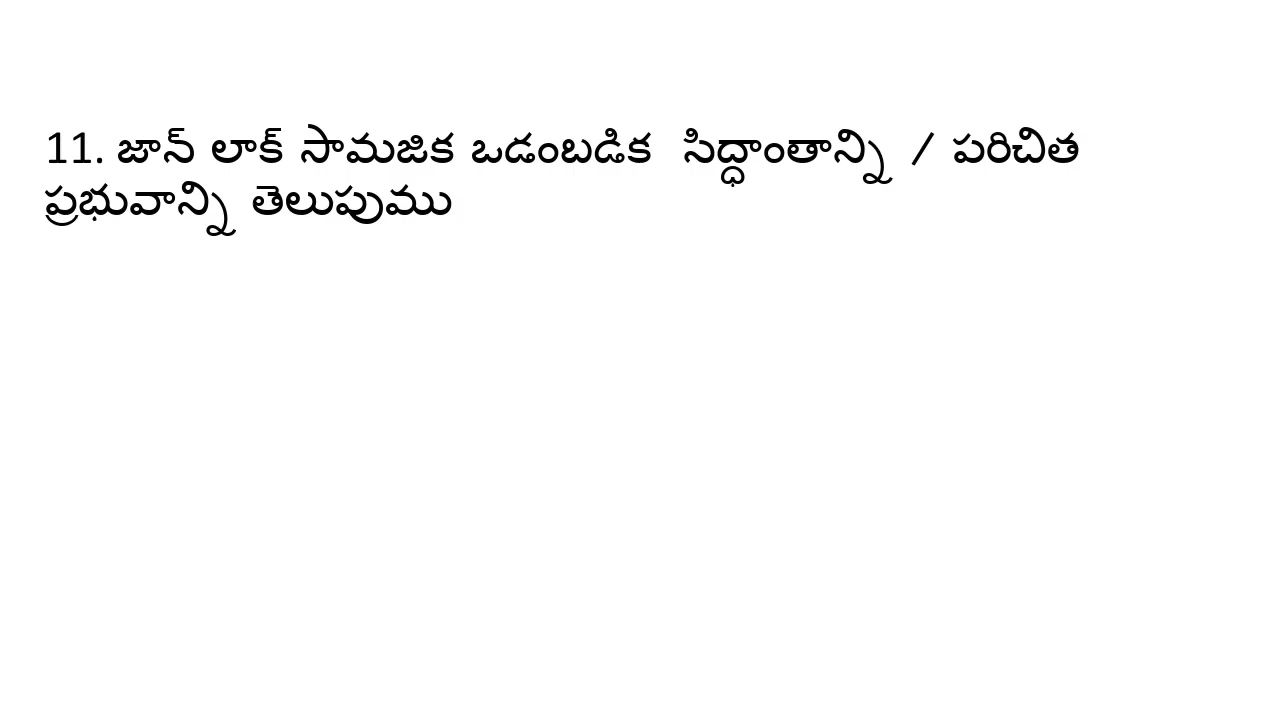 11. జాన్ లాక్ సామజిక ఒడంబడిక సిద్ధాంతాన్ని / పరిచిత
ప్రభువాన్ని తెలుపుము